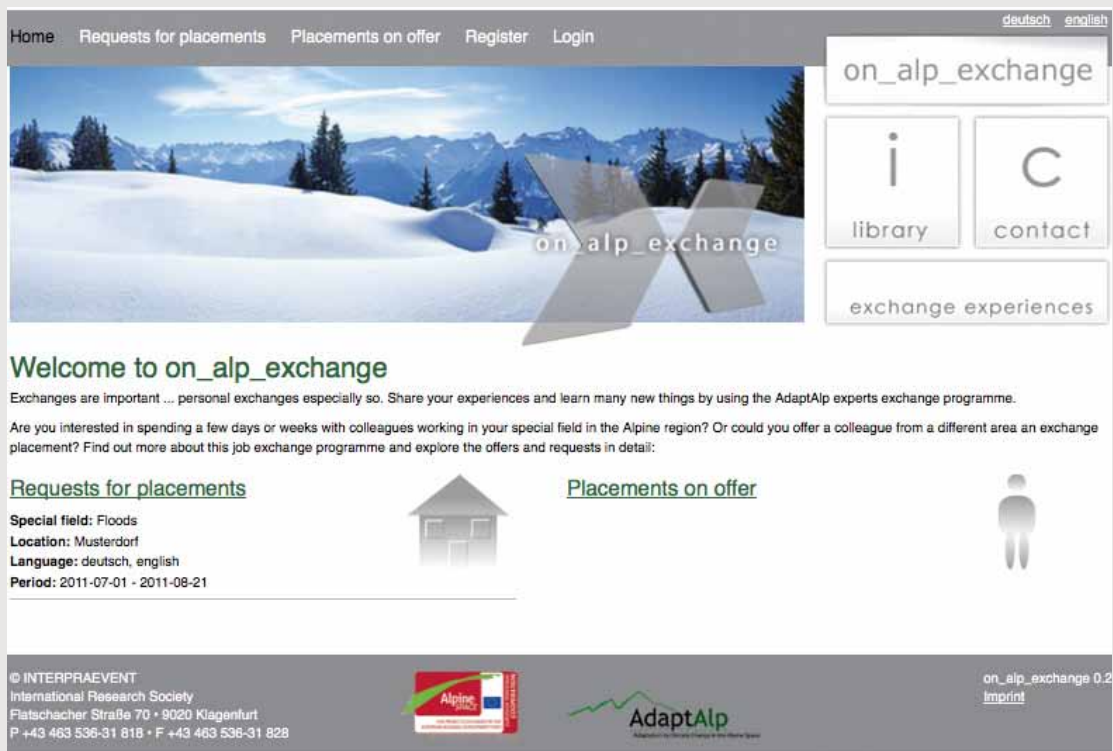 deutsch english
Home Requests for placements Placements on offer Register Login
on_alp_exchange
i
library
c
contact
on_alp_exchange
exchange experiences
Welcome to on_alp_exchange
Exchanges are important ... personal exchanges especially so. Share your experiences and learn many new things by using the AdaptAlp experts exchange programme.
Are you interested in spending a few days or weeks with colleagues working in your special field in the Alpine region? Or could you offer a colleague from a different area an exchange
placement? Find out more about this job exchange programme and explore the offers and requests in detail:
Requests for placements
Special field: Floods
Location: Musterdorf
Language: deutsch, english
Period: 2011-07-01 - 2011-08-21
Placements on offer
© INTERPRAEVENT
International Research Society
Flatschacher Straße 70 • 9020 Klagenfurt
P +43 463 536-31 818 • F +43 463 536-31 828
Alpine
Space
AdaptAlp
on_alp_exchange 0.2
Imprint